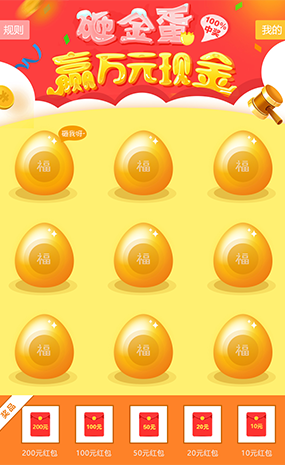 规则
砸金蛋
100%
中奖
我的
赢万元现金
砸我呀~
福 福 福
福 福 福
福 福 福
奖品
200元 100元 50元 20元 10元
200元红包 100元红包 50元红包 20元红包 10元红包